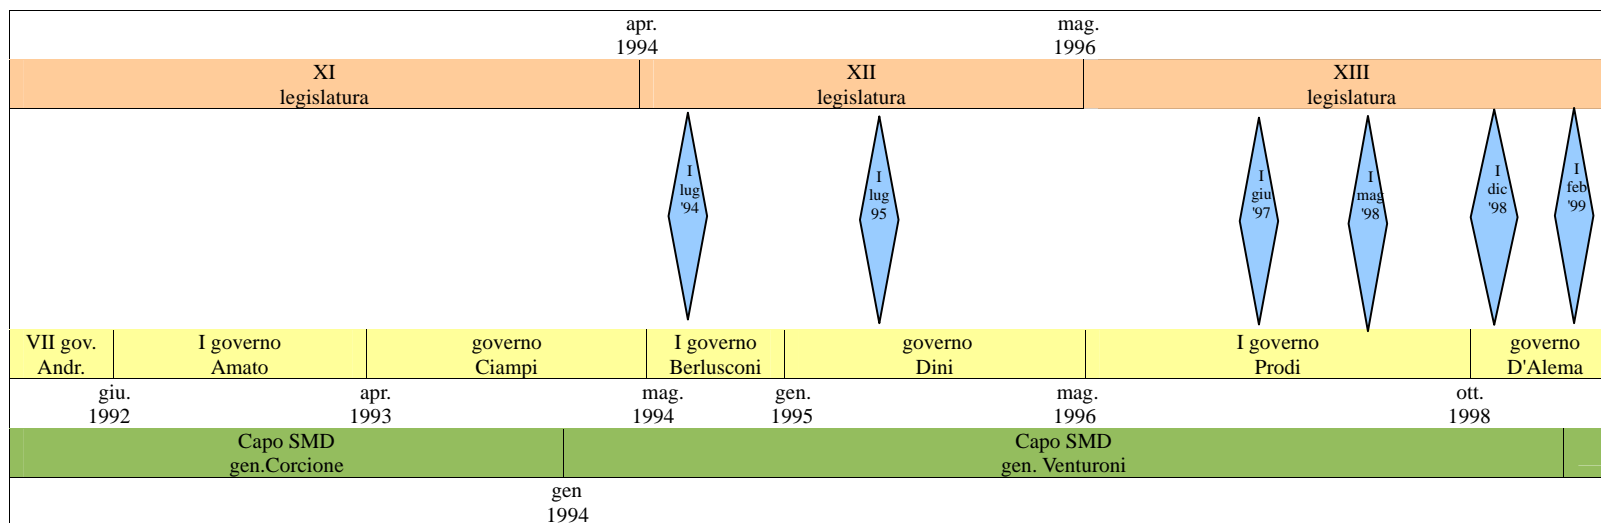 apr.
1994
mag.
1996
XI
legislatura
XII
legislatura
XIII
legislatura
I
lug
'94
I
lug
95
I
giu
'97
I
mag
'98
I
dic
'98
I
feb
'99
VII gov.
Andr.
I governo
Amato
governo
Ciampi
I governo
Berlusconi
governo
Dini
I governo
Prodi
governo
D'Alema
giu.
1992
apr.
1993
mag.
1994
gen.
1995
mag.
1996
ott.
1998
Capo SMD
gen.Corcione
Capo SMD
gen. Venturoni
gen
1994